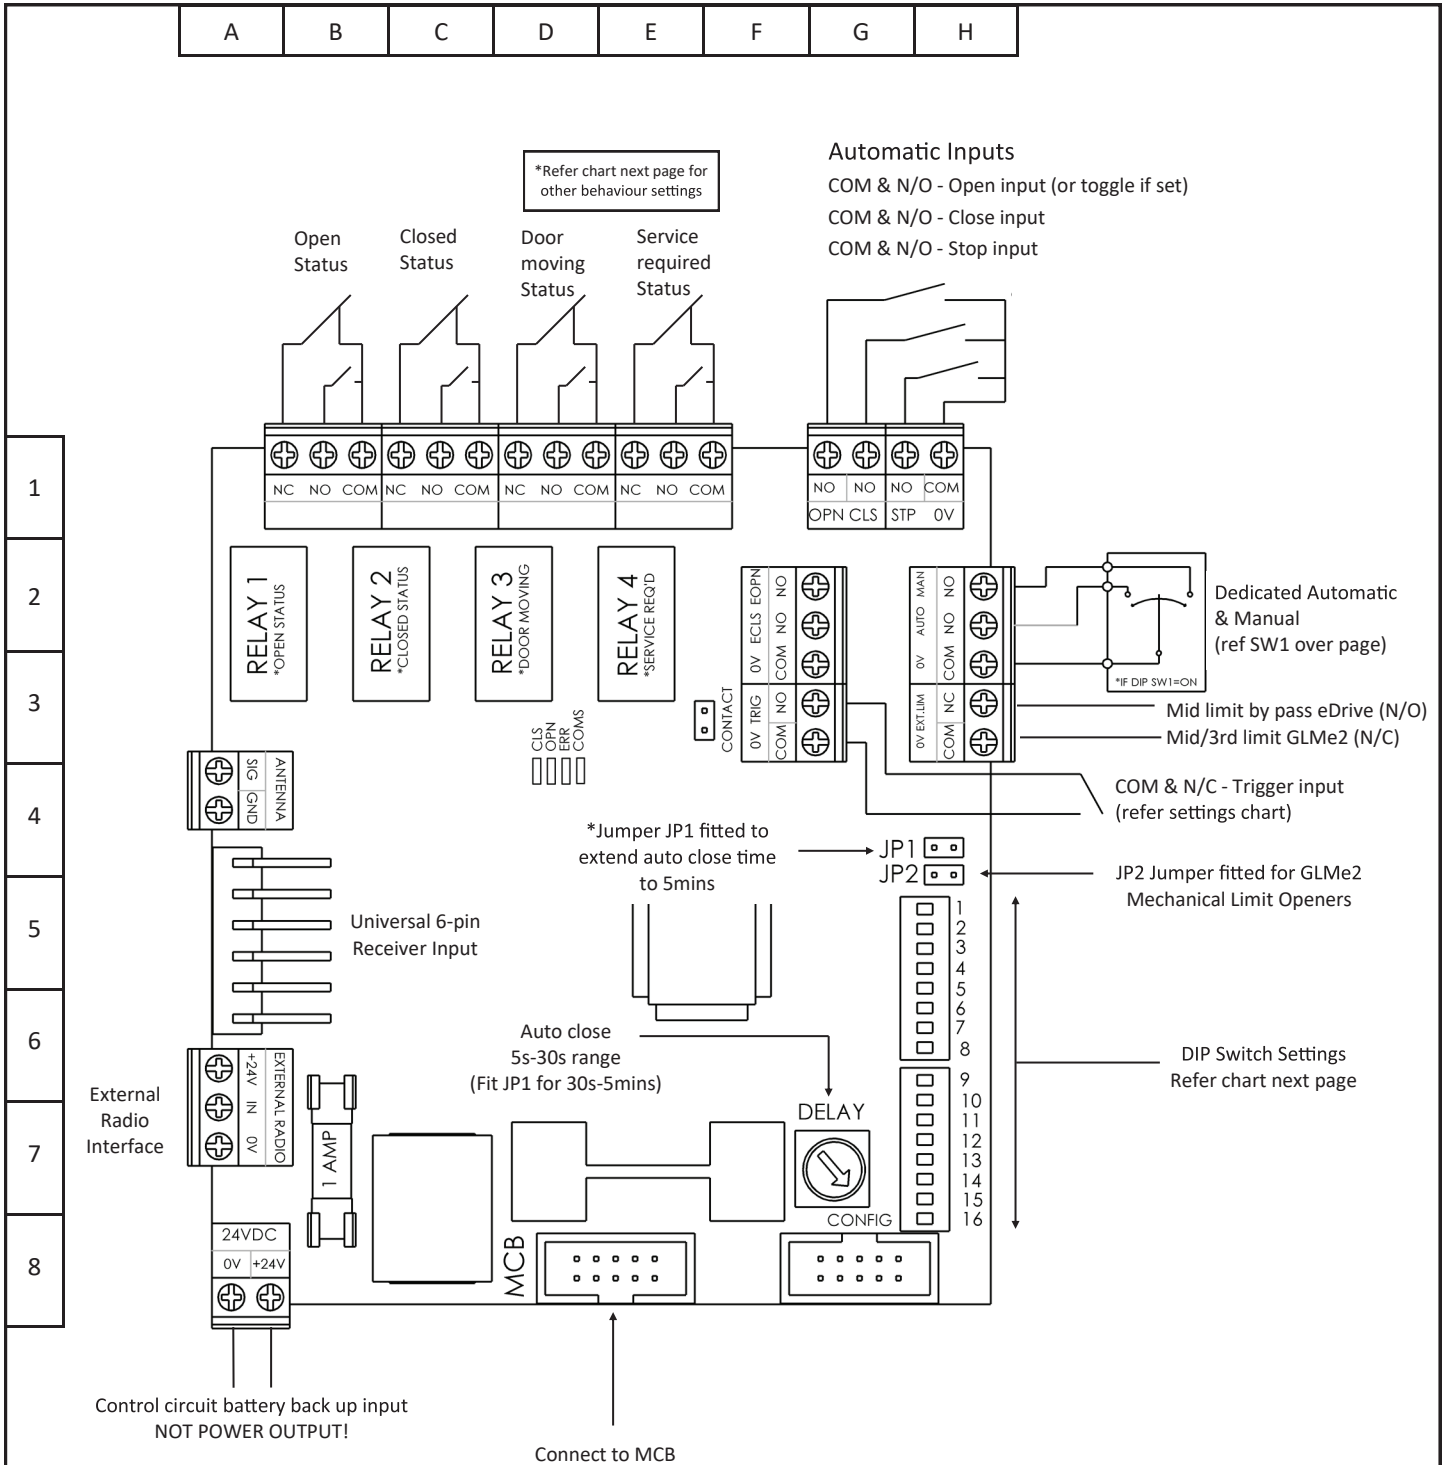 A B C D E F G H
*Refer chart next page for
other behaviour settings
Automatic Inputs
COM & N/O - Open input (or toggle if set)
COM & N/O - Close input
COM & N/O - Stop input
Open
Status
Closed
Status
Door
moving
Status
Service
required
Status
1
2
3
4
5
6
7
8
NC NO COM NC NO COM NC NO COM NC NO COM
NO NO NO COM
OPN CLS STP 0V
RELAY 1
*OPEN STATUS
RELAY 2
*CLOSED STATUS
RELAY 3
*DOOR MOVING
RELAY 4
*SERVICE REQ'D
0V ECLS EOPN
COM NO NO
0V TRIG
COM NO
CONTACT
0V AUTO MAN
COM NO NO
0V EXT.LIM
COM NC
*IF DIP SW1=ON
Dedicated Automatic
& Manual
(ref SW1 over page)
Mid limit by pass eDrive (N/O)
Mid/3rd limit GLMe2 (N/C)
COM & N/C - Trigger input
(refer settings chart)
CLS
OPN
ERR
COMS
SIG GND
ANTENNA
*Jumper JP1 fitted to
extend auto close time
to 5mins
JP1
JP2
JP2 Jumper fitted for GLMe2
Mechanical Limit Openers
Universal 6-pin
Receiver Input
1
2
3
4
5
6
7
8
9
10
11
12
13
14
15
16
DIP Switch Settings
Refer chart next page
Auto close
5s-30s range
(Fit JP1 for 30s-5mins)
DELAY
CONFIG
External
Radio
Interface
+24V IN 0V
EXTERNAL RADIO
1 AMP
24VDC
0V +24V
MCB
Control circuit battery back up input
NOT POWER OUTPUT!
Connect to MCB